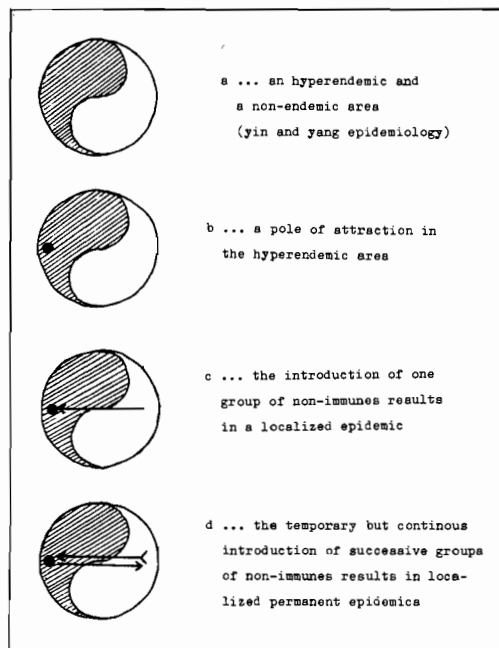 a ... an hyperendemic and
a non-endemic area
(yin and yang epidemiology)
b ... a pole of attraction in
the hyperendemic area
c ... the introduction of one
group of non-immunes results
in a localized epidemic
d ... the temporary but continous
introduction of successive groups
of non-immunes results in loca-
lized permanent epidemics